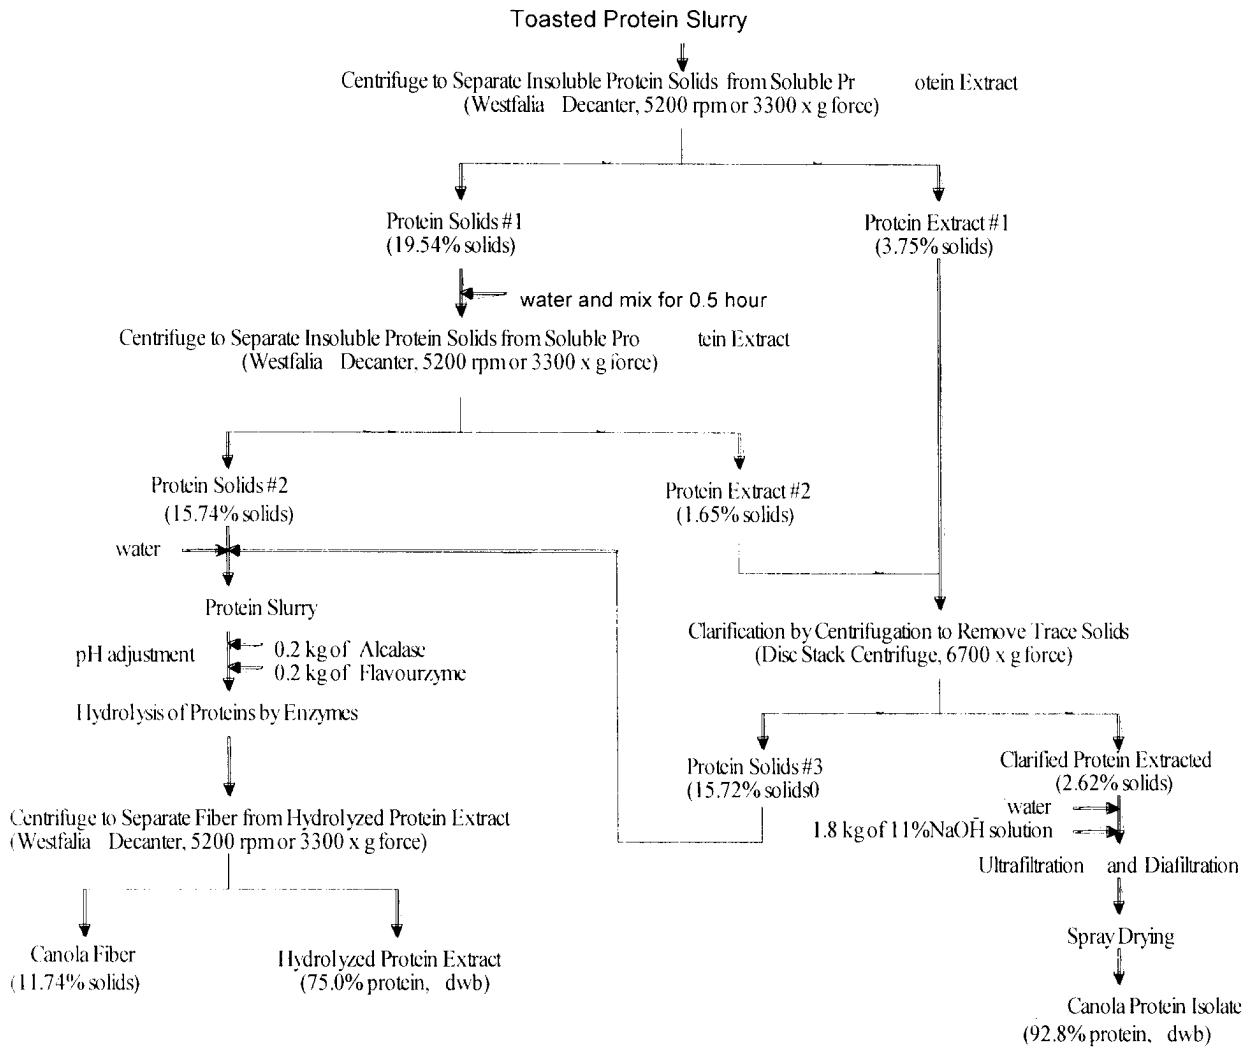 Toasted Protein Slurry
Centrifuge to Separate Insoluble Protein Solids from Soluble Pr otein Extract
(Westfalia Decanter, 5200 rpm or 3300 x g force)
Protein Solids #1
(19.54% solids)
Protein Extract #1
(3.75% solids)
water and mix for 0.5 hour
Centrifuge to Separate Insoluble Protein Solids from Soluble Pro tein Extract
(Westfalia Decanter, 5200 rpm or 3300 x g force)
Protein Solids #2
(15.74% solids)
Protein Extract #2
(1.65% solids)
water
Protein Slurry
pH adjustment
0.2 kg of Alcalase
0.2 kg of Flavourzyme
Hydrolysis of Proteins by Enzymes
Clarification by Centrifugation to Remove Trace Solids
(Disc Stack Centrifuge, 6700 x g force)
Protein Solids #3
(15.72% solids0
Clarified Protein Extracted
(2.62% solids)
water
1.8 kg of 11% NaOH solution
Ultrafiltration and Diafiltration
Centrifuge to Separate Fiber from Hydrolyzed Protein Extract
(Westfalia Decanter, 5200 rpm or 3300 x g force)
Canola Fiber
(11.74% solids)
Hydrolyzed Protein Extract
(75.0% protein, dwb)
Spray Drying
Canola Protein Isolate
(92.8% protein, dwb)